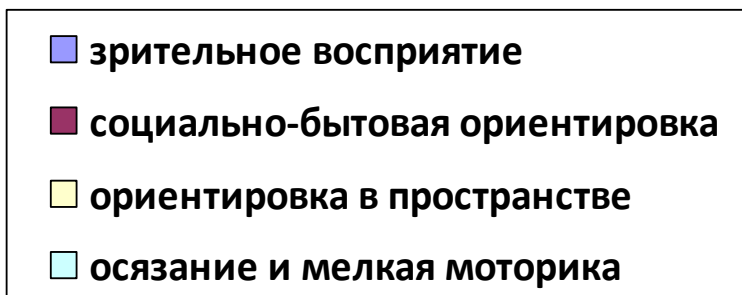 зрительное восприятие
социально-бытовая ориентировка
ориентировка в пространстве
осязание и мелкая моторика